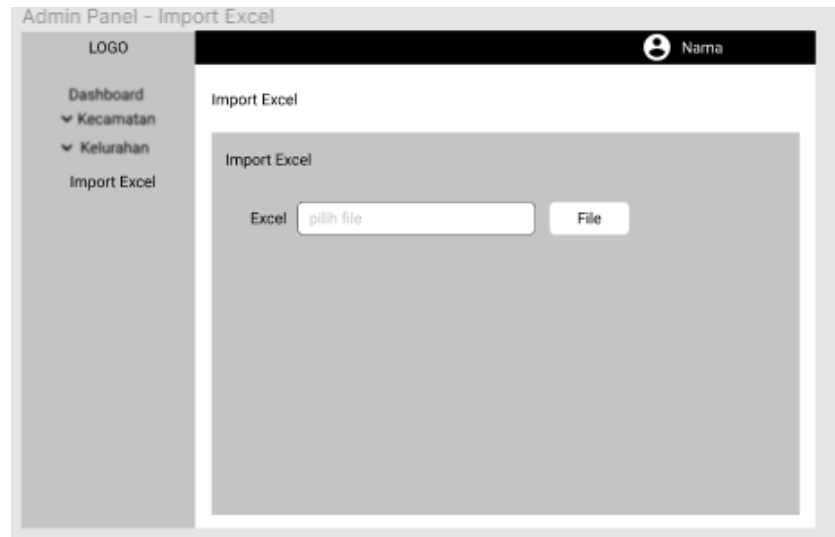 Admin Panel - Import Excel
LOGO
Nama
Dashboard
Kecamatan
Kelurahan
Import Excel
Import Excel
Import Excel
Excel pilih file File